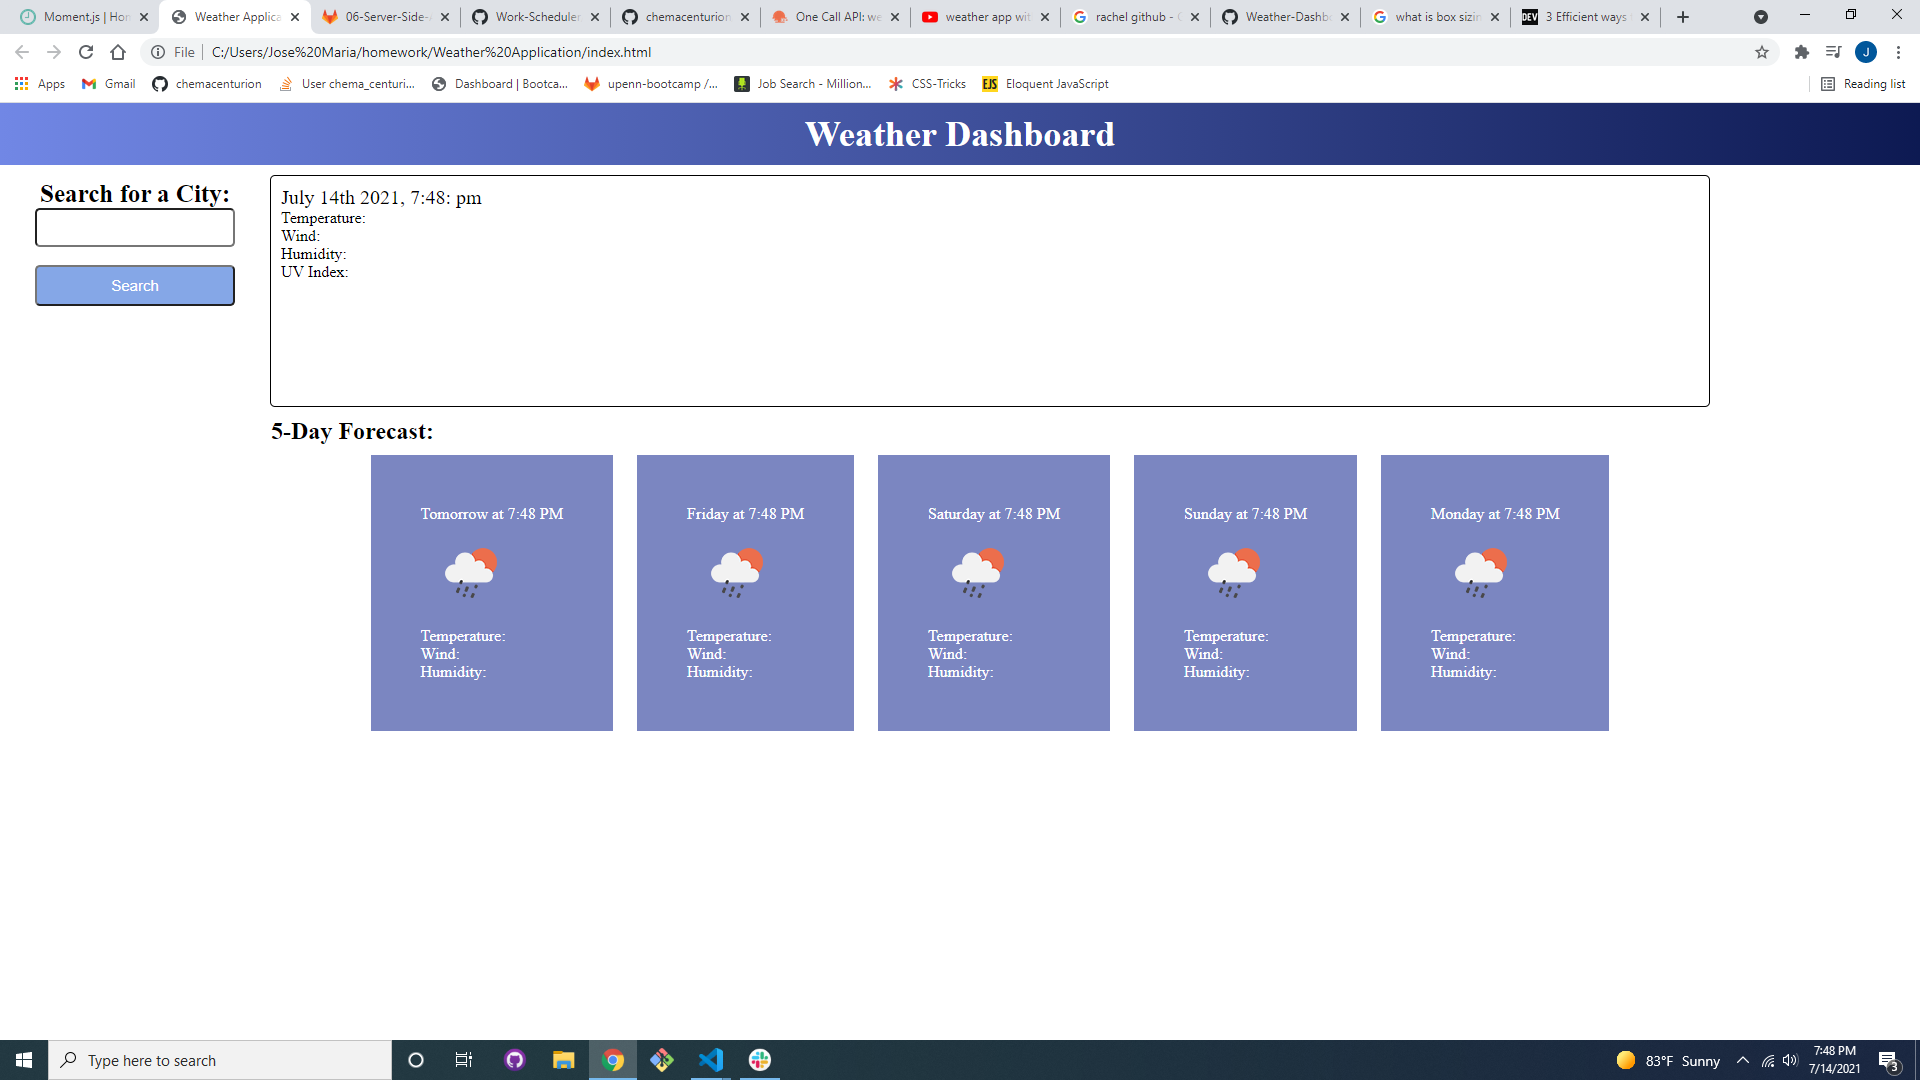 Moment.js | Hon
Weather Applica
06-Server-Side-
Work-Scheduler
chemacenturion
One Call API: we
weather app wit
rachel github - G
Weather-Dashbo
what is box sizin
3 Efficient ways
File
C:/Users/Jose%20Maria/homework/Weather%20Application/index.html
J
Apps
Gmail
chemacenturion
User chema_centuri...
Dashboard | Bootca...
upenn-bootcamp /...
Job Search - Million...
CSS-Tricks
EJS
Eloquent JavaScript
Reading list
Weather Dashboard
Search for a City:
Search
July 14th 2021, 7:48: pm
Temperature:
Wind:
Humidity:
UV Index:
5-Day Forecast:
Tomorrow at 7:48 PM
Temperature:
Wind:
Humidity:
Friday at 7:48 PM
Temperature:
Wind:
Humidity:
Saturday at 7:48 PM
Temperature:
Wind:
Humidity:
Sunday at 7:48 PM
Temperature:
Wind:
Humidity:
Monday at 7:48 PM
Temperature:
Wind:
Humidity:
Type here to search
83°F Sunny
7:48 PM
7/14/2021
3